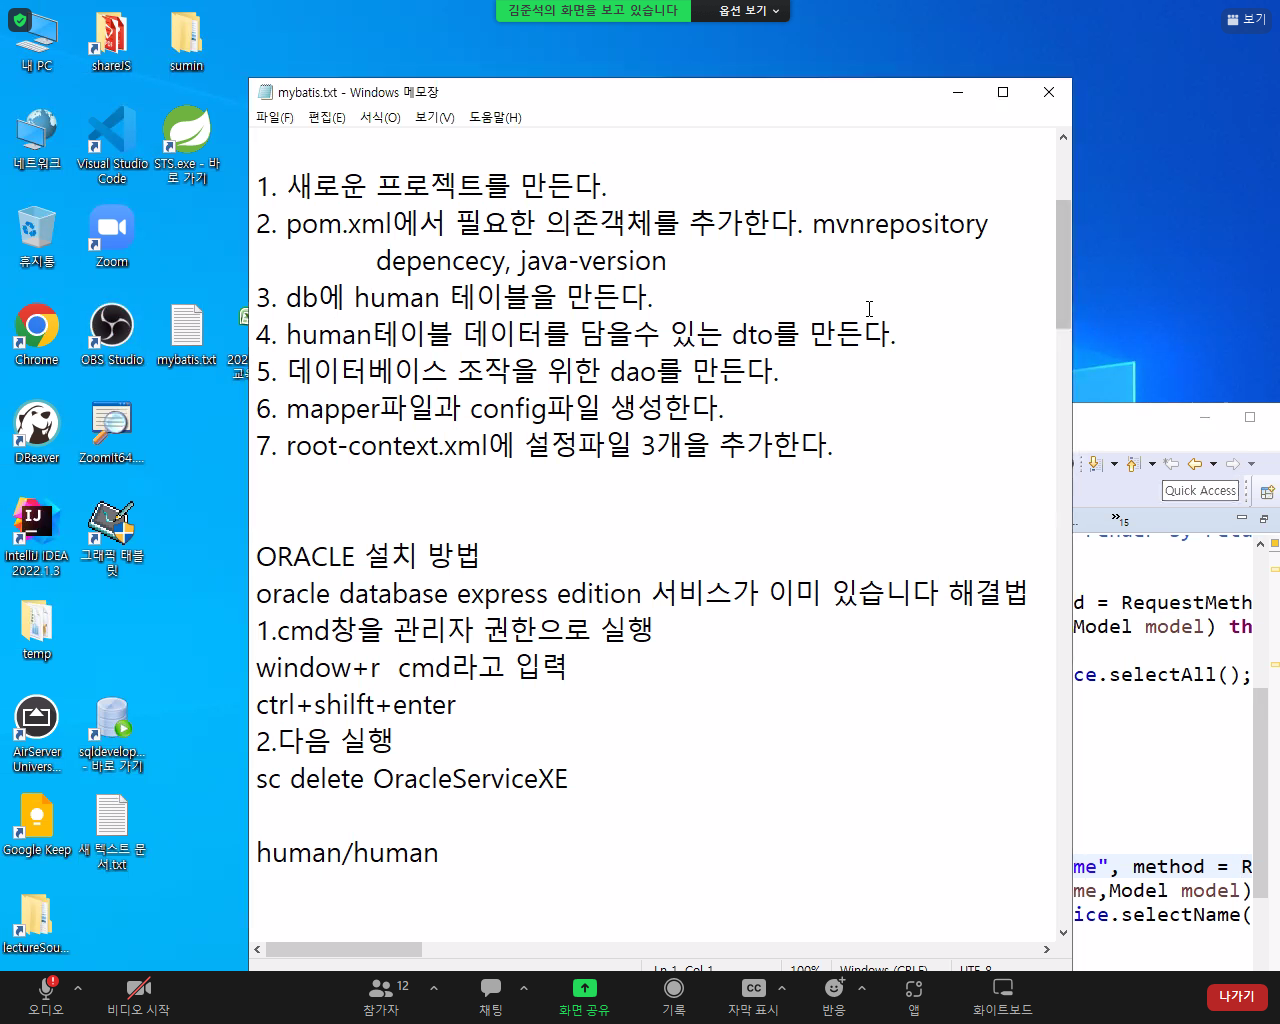 김준석의 화면을 보고 있습니다
옵션 보기
보기
내 PC
shareJS
sumin
네트워크
Visual Studio Code
STS.exe - 바로 가기
휴지통
Zoom
Chrome
OBS Studio
mybatis.txt
DBeaver
ZoomIt64....
IntelliJ IDEA 2022.1.3
그래픽 태블릿
temp
AirServer Univers...
sqldevelop... - 바로 가기
Google Keep
새 텍스트 문서.txt
lectureSou...
mybatis.txt - Windows 메모장
파일(F) 편집(E) 서식(O) 보기(V) 도움말(H)
1. 새로운 프로젝트를 만든다.
2. pom.xml에서 필요한 의존객체를 추가한다. mvnrepository
depencecy, java-version
3. db에 human 테이블을 만든다.
4. human테이블 데이터를 담을수 있는 dto를 만든다.
5. 데이터베이스 조작을 위한 dao를 만든다.
6. mapper파일과 config파일 생성한다.
7. root-context.xml에 설정파일 3개을 추가한다.
ORACLE 설치 방법
oracle database express edition 서비스가 이미 있습니다 해결법
1.cmd창을 관리자 권한으로 실행
window+r cmd라고 입력
ctrl+shilft+enter
2.다음 실행
sc delete OracleServiceXE
human/human
Ln 1, Col 1 100% Windows (CRLF) UTF-8
Quick Access
15
d = RequestMeth
Model model) th
ce.selectAll();
me", method = R
me,Model model)
ice.selectName(
오디오
비디오 시작
12
참가자
채팅
화면 공유
기록
자막 표시
반응
앱
화이트보드
나가기